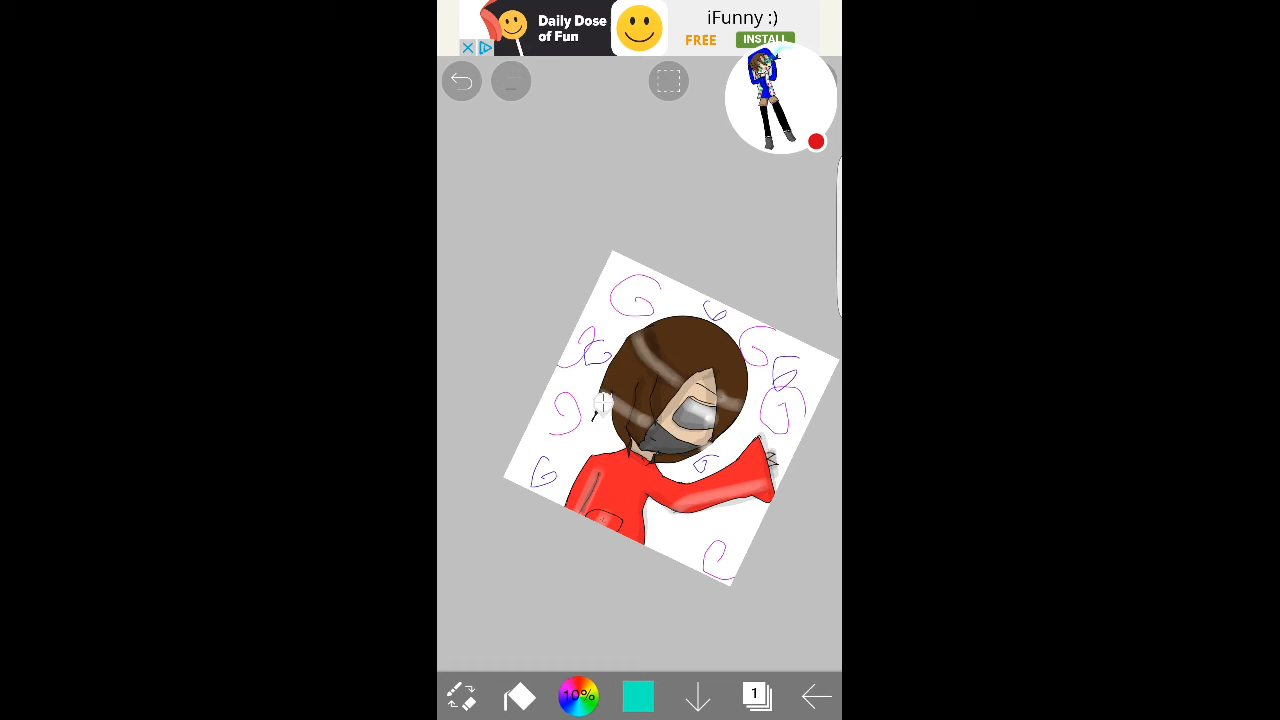 Daily Dose
of Fun
iFunny :)
FREE
INSTALL
10%
1